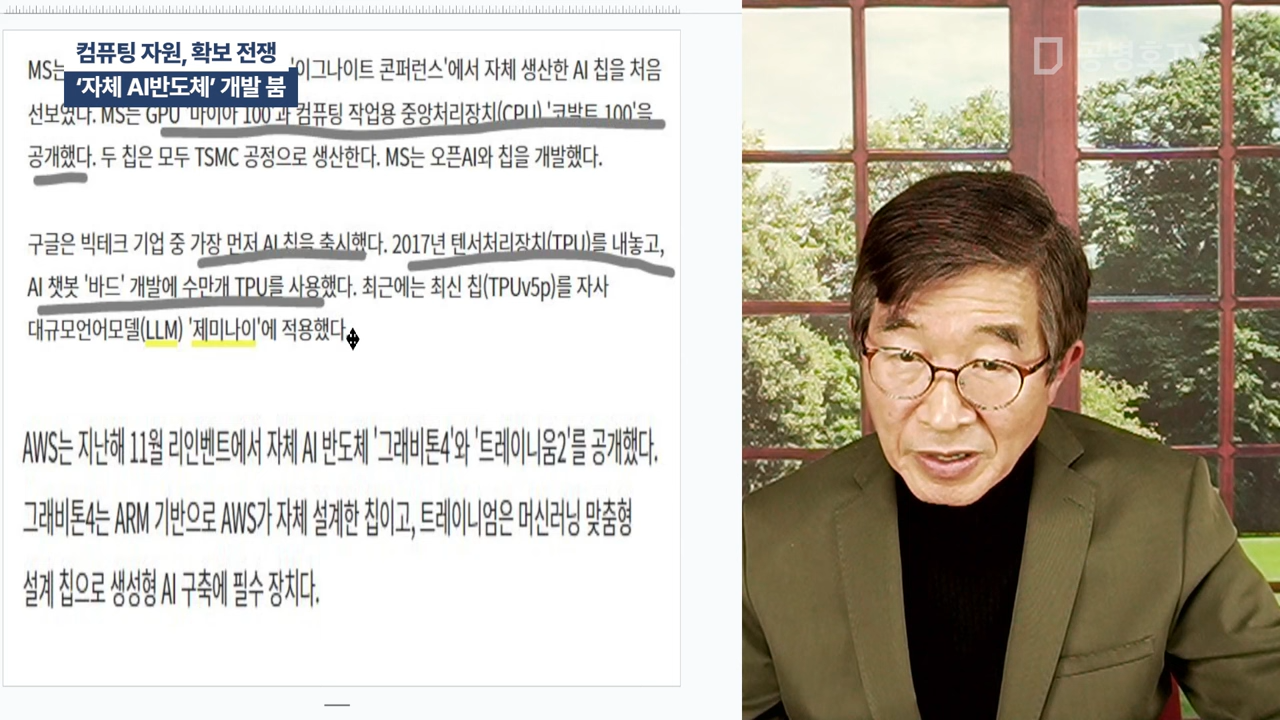 컴퓨팅 자원, 확보 전쟁
'자체 AI반도체' 개발 붐
MS는 '이그나이트 콘퍼런스'에서 자체 생산한 AI 칩을 처음
선보였다. MS는 GPU '마이아 100'과 컴퓨팅 작업용 중앙처리장치(CPU) '코발트 100'을
공개했다. 두 칩은 모두 TSMC 공정으로 생산한다. MS는 오픈AI와 칩을 개발했다.
구글은 빅테크 기업 중 가장 먼저 AI 칩을 출시했다. 2017년 텐서처리장치(TPU)를 내놓고,
AI 챗봇 '바드' 개발에 수만개 TPU를 사용했다. 최근에는 최신 칩(TPUv5p)를 자사
대규모언어모델(LLM) '제미나이'에 적용했다.
AWS는 지난해 11월 리인벤트에서 자체 AI 반도체 '그래비톤4'와 '트레이니움2'를 공개했다.
그래비톤4는 ARM 기반으로 AWS가 자체 설계한 칩이고, 트레이니엄은 머신러닝 맞춤형
설계 칩으로 생성형 AI 구축에 필수 장치다.
공병호TV